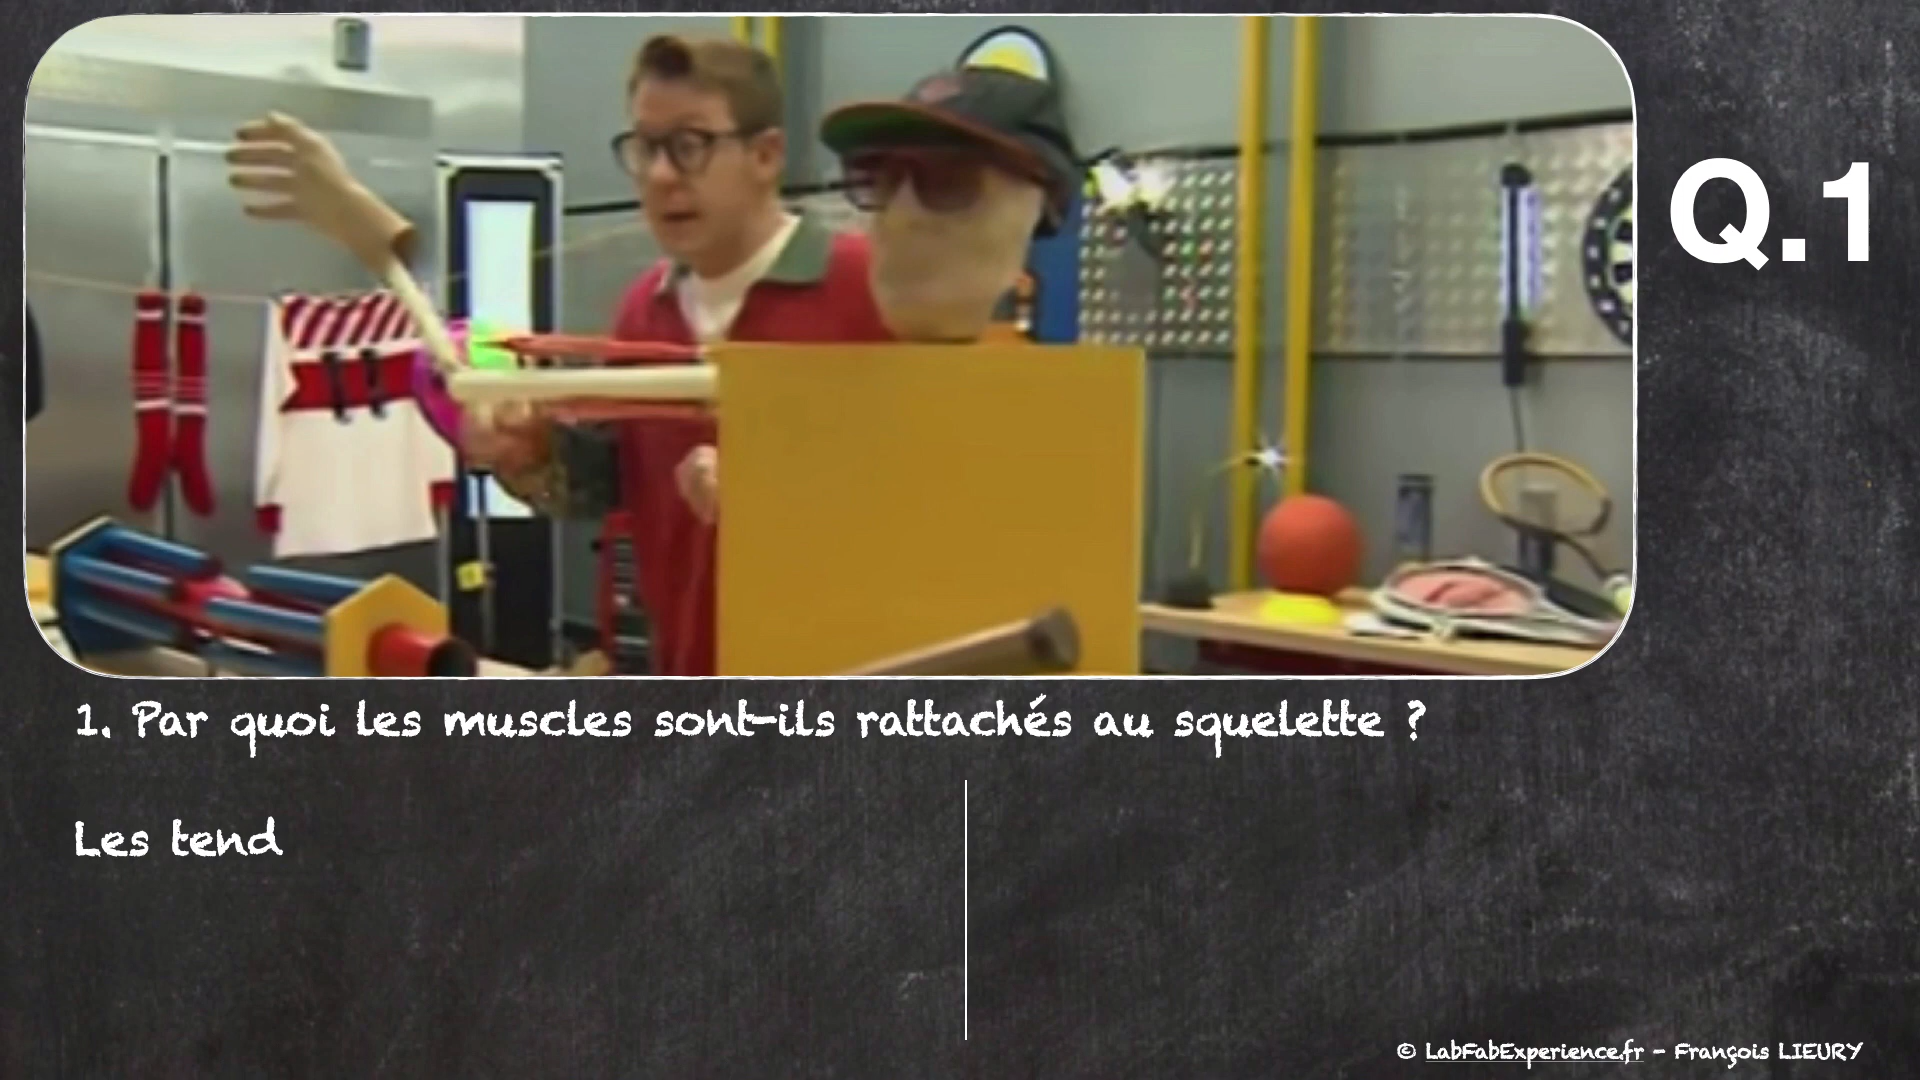 Q.1
1. Par quoi les muscles sont-ils rattachés au squelette ?
Les tend
© LabFabExperience.fr - François LIEURY